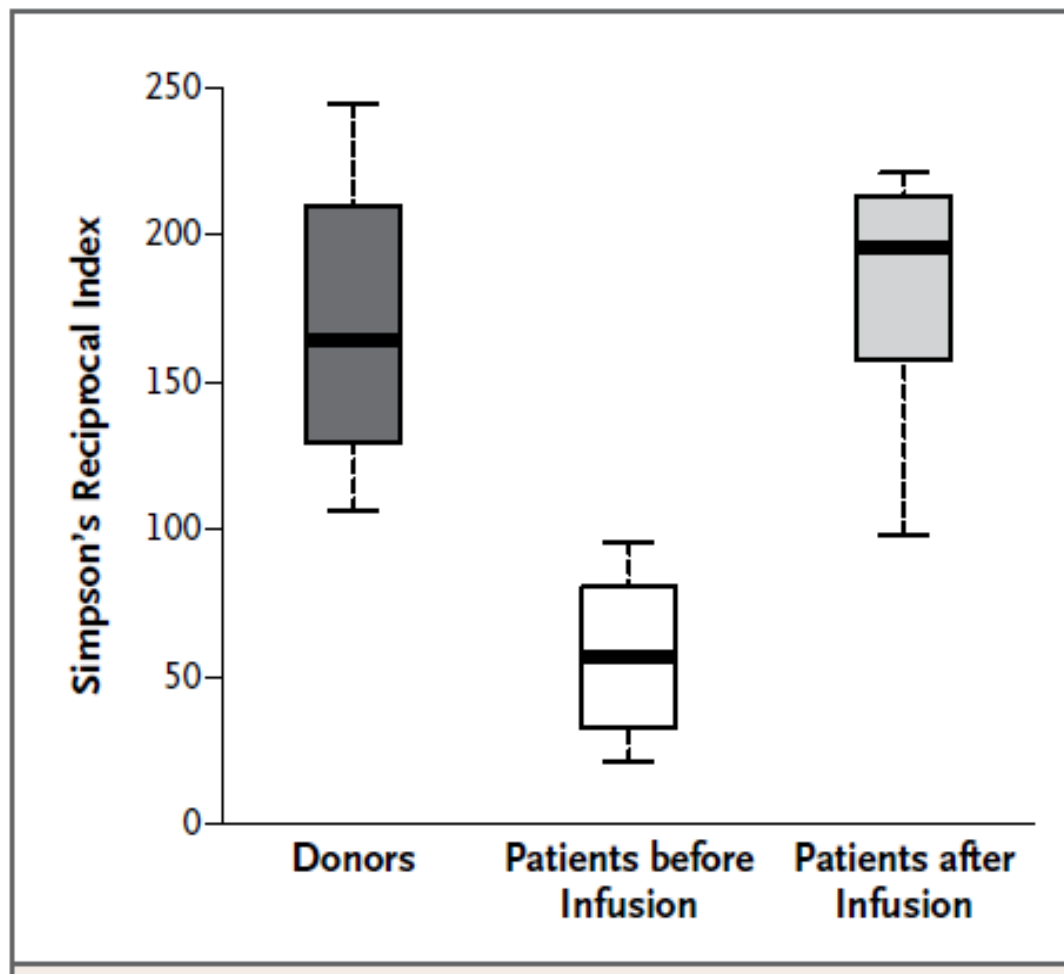 Simpson's Reciprocal Index
250
200
150
100
50
0
Donors
Patients before
Infusion
Patients after
Infusion